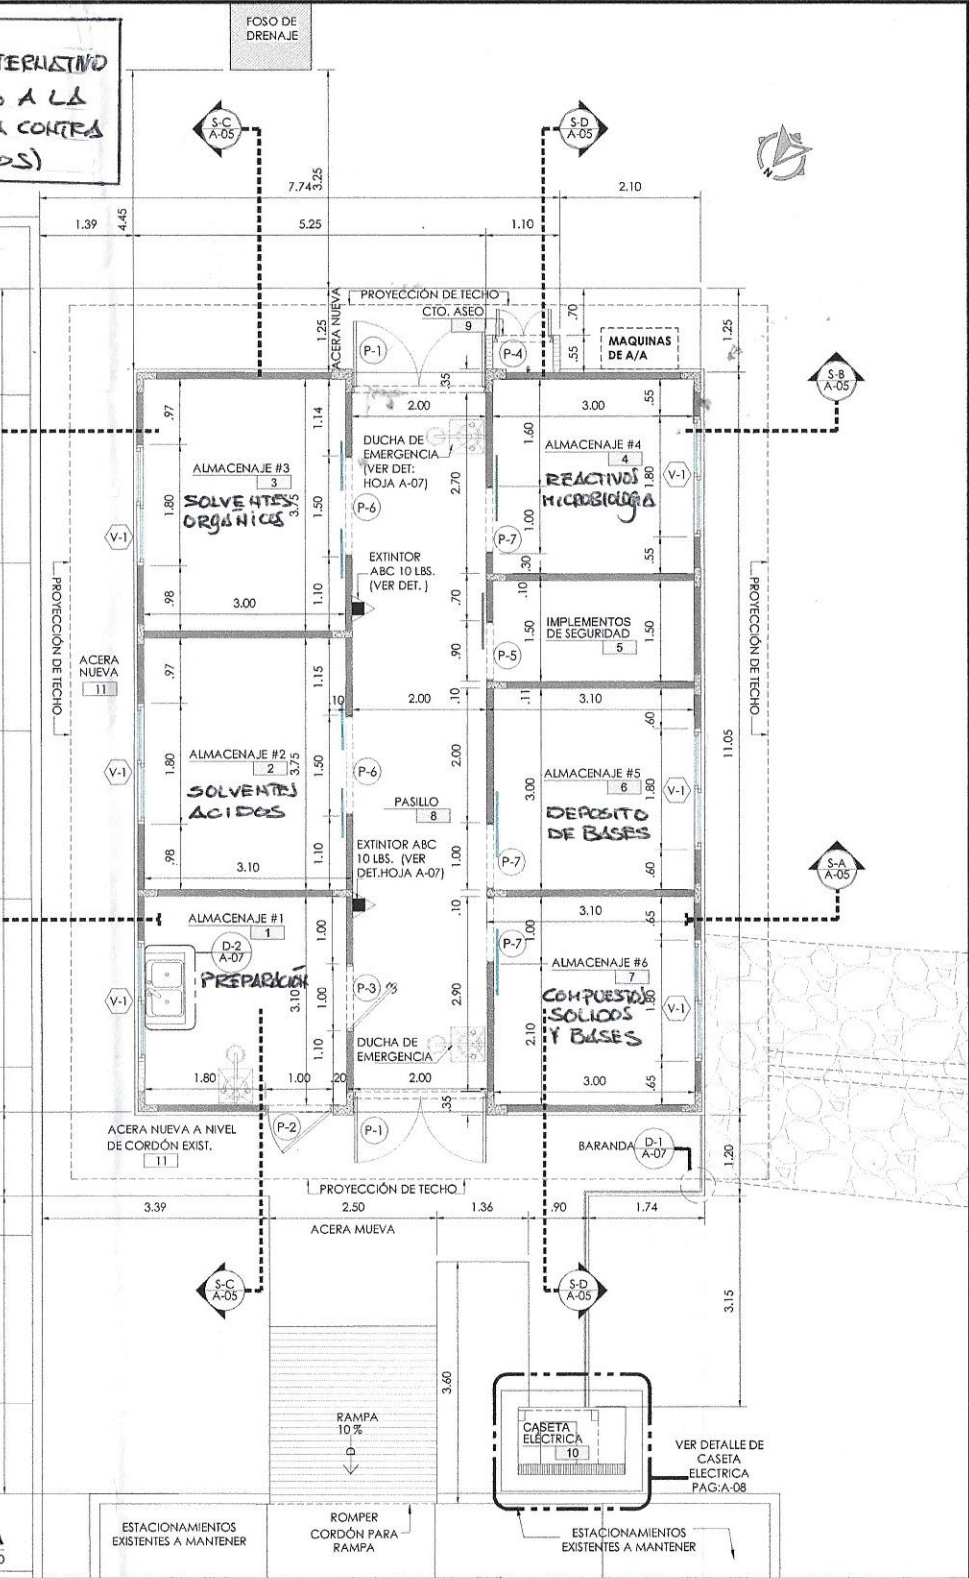 FOSO DE
DRENAJE
A LA
CONTRA
S-C
A-05
S-D
A-05
N
7.74
3.25
2.10
1.39
4.45
5.25
1.10
ACERA NUEVA
PROYECCIÓN DE TECHO
CTO. ASEO
9
.70
1.25
1.25
P-1
P-4
.55
MAQUINAS
DE A/A
S-B
A-05
.35
2.00
3.00
.55
.97
1.14
1.60
DUCHA DE
EMERGENCIA
(VER DET:
HOJA A-07)
2.70
ALMACENAJE #4
4
REACTIVOS
MICROBIOLOGIA
1.80
V-1
ALMACENAJE #3
3
SOLVENTES
ORGÁNICOS
3.75
1.80
1.50
P-6
V-1
1.00
P-7
.30
.55
EXTINTOR
ABC 10 LBS.
(VER DET. )
.98
3.00
1.10
.70
.10
1.50
IMPLEMENTOS
DE SEGURIDAD
5
1.50
PROYECCIÓN DE TECHO
PROYECCIÓN DE TECHO
ACERA
NUEVA
11
.97
1.15
.90
P-5
10
2.00
.10
.11
3.10
.60
11.05
ALMACENAJE #2
2
3.75
SOLVENTES
ACIDOS
V-1
1.80
1.50
P-6
2.00
ALMACENAJE #5
6
3.00
1.80
V-1
DEPOSITO
DE BASES
PASILLO
8
EXTINTOR ABC
10 LBS. (VER
DET.HOJA A-07)
1.00
P-7
.98
3.10
1.10
.60
S-A
A-05
.10
3.10
.65
ALMACENAJE #1
1
1.00
D-2
A-07
PREPARACIÓN
P-7
1.00
ALMACENAJE #6
7
COMPUESTOS
SOLIDOS
Y BASES
V-1
3.10
1.00
P-3
2.90
V-1
1.10
2.10
DUCHA DE
EMERGENCIA
1.80
1.00
.20
2.00
3.00
.65
.35
ACERA NUEVA A NIVEL
DE CORDÓN EXIST.
11
P-2
P-1
BARANDA
D-1
A-07
1.20
PROYECCIÓN DE TECHO
3.39
2.50
1.36
.90
1.74
ACERA MUEVA
S-C
A-05
S-D
A-05
3.15
3.60
RAMPA
10%
D
CASETA
ELÉCTRICA
10
VER DETALLE DE
CASETA
ELECTRICA
PAG:A-08
ESTACIONAMIENTOS
EXISTENTES A MANTENER
ROMPER
CORDÓN PARA
RAMPA
ESTACIONAMIENTOS
EXISTENTES A MANTENER